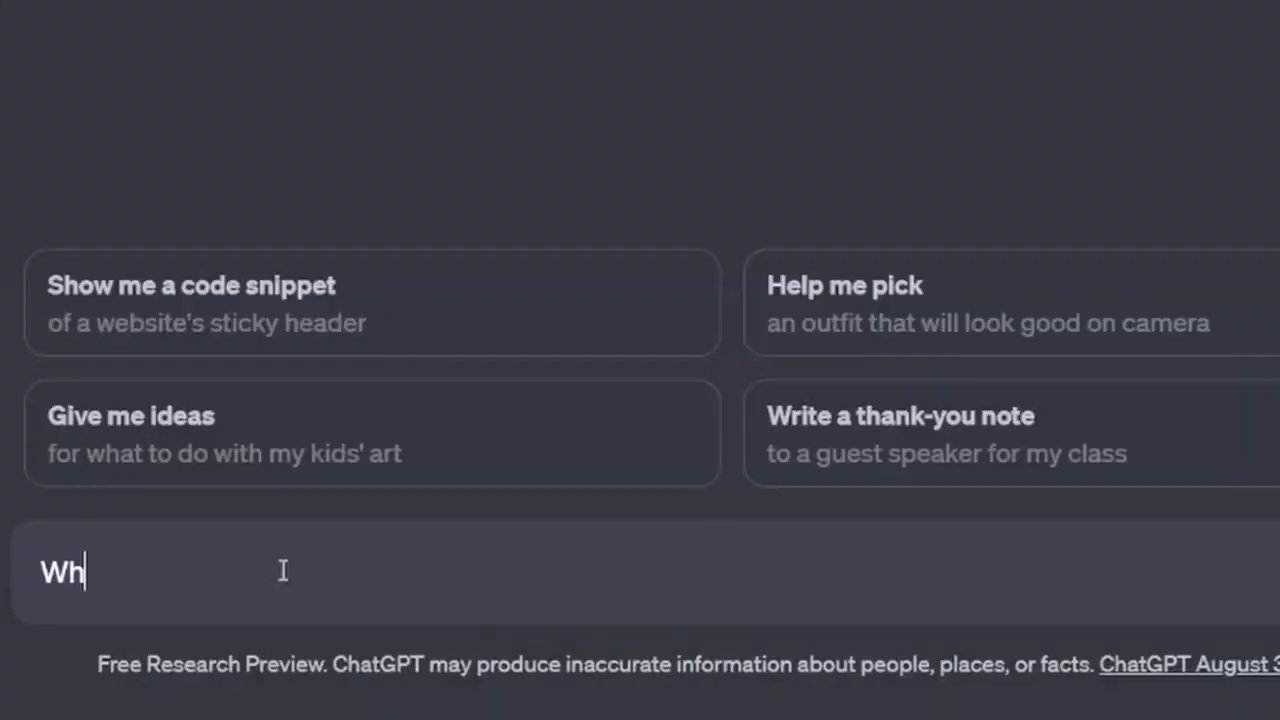 Show me a code snippet
of a website's sticky header
Help me pick
an outfit that will look good on camera
Give me ideas
for what to do with my kids' art
Write a thank-you note
to a guest speaker for my class
Wh
Free Research Preview. ChatGPT may produce inaccurate information about people, places, or facts. ChatGPT August